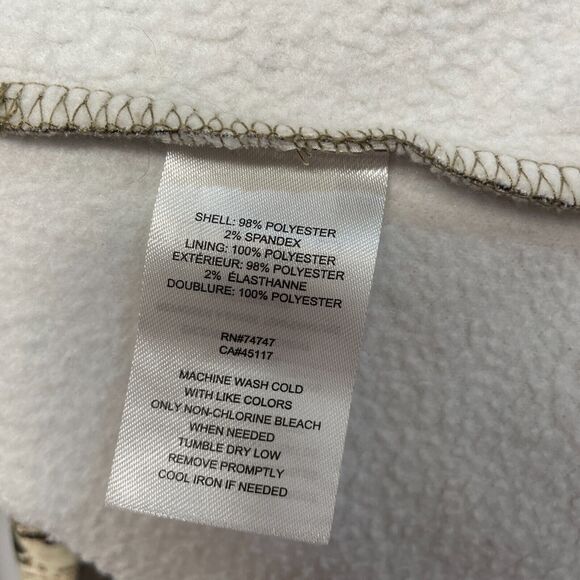 SHELL: 98% POLYESTER
2% SPANDEX
LINING: 100% POLYESTER
EXTÉRIEUR: 98% POLYESTER
2% ÉLASTHANNE
DOUBLURE: 100% POLYESTER
RN#74747
CA#45117
MACHINE WASH COLD
WITH LIKE COLORS
ONLY NON-CHLORINE BLEACH
WHEN NEEDED
TUMBLE DRY LOW
REMOVE PROMPTLY
COOL IRON IF NEEDED